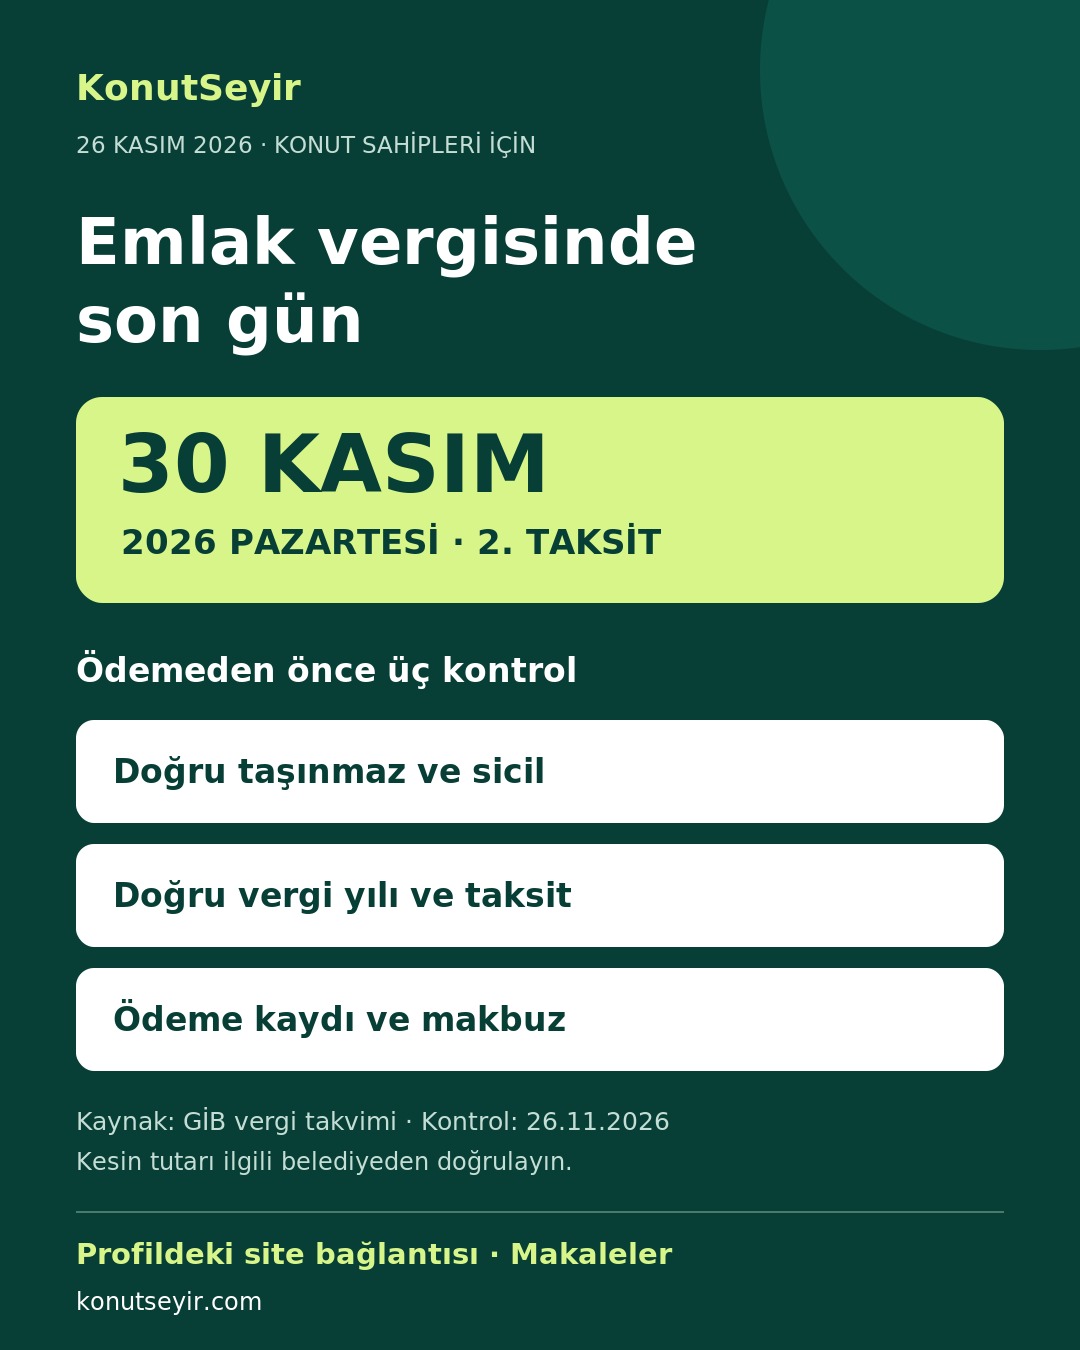 KonutSeyir
26 KASIM 2026 · KONUT SAHİPLERİ İÇİN
Emlak vergisinde
son gün
30 KASIM
2026 PAZARTESİ · 2. TAKSİT
Ödemeden önce üç kontrol
Doğru taşınmaz ve sicil
Doğru vergi yılı ve taksit
Ödeme kaydı ve makbuz
Kaynak: GİB vergi takvimi · Kontrol: 26.11.2026
Kesin tutarı ilgili belediyeden doğrulayın.
Profildeki site bağlantısı · Makaleler
konutseyir.com